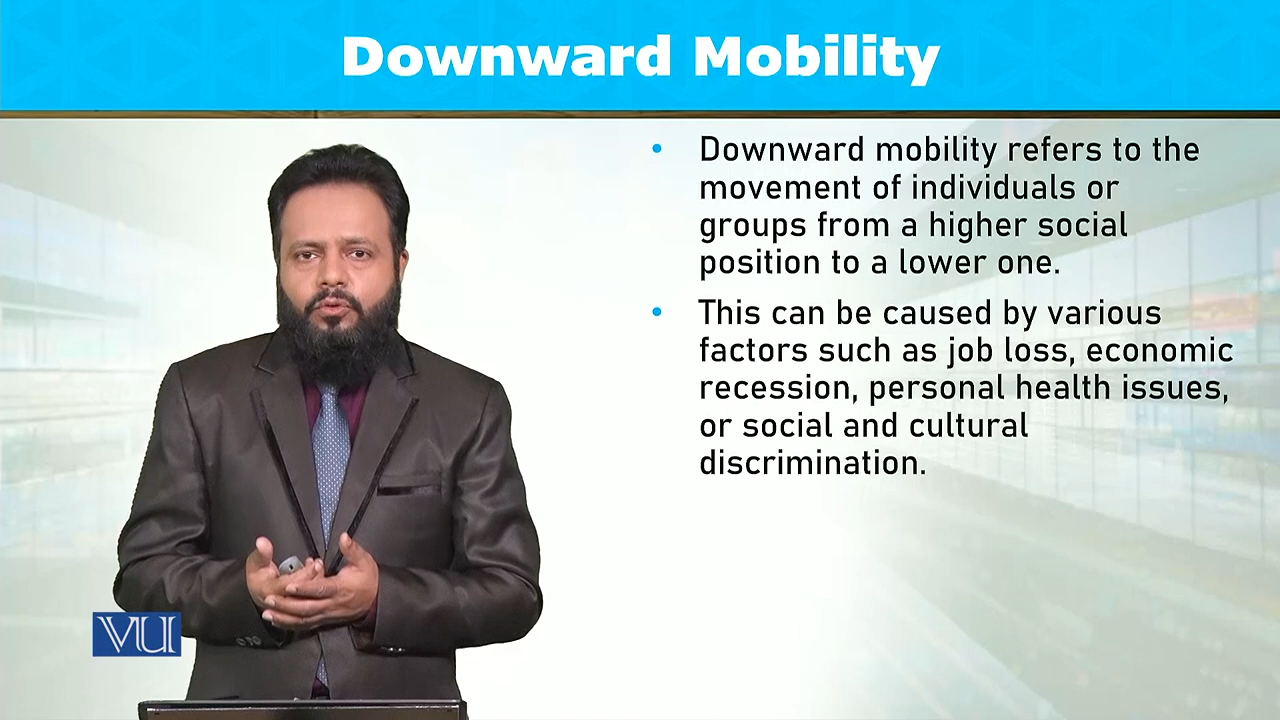 Downward Mobility
• Downward mobility refers to the
movement of individuals or
groups from a higher social
position to a lower one.
• This can be caused by various
factors such as job loss, economic
recession, personal health issues,
or social and cultural
discrimination.
VU